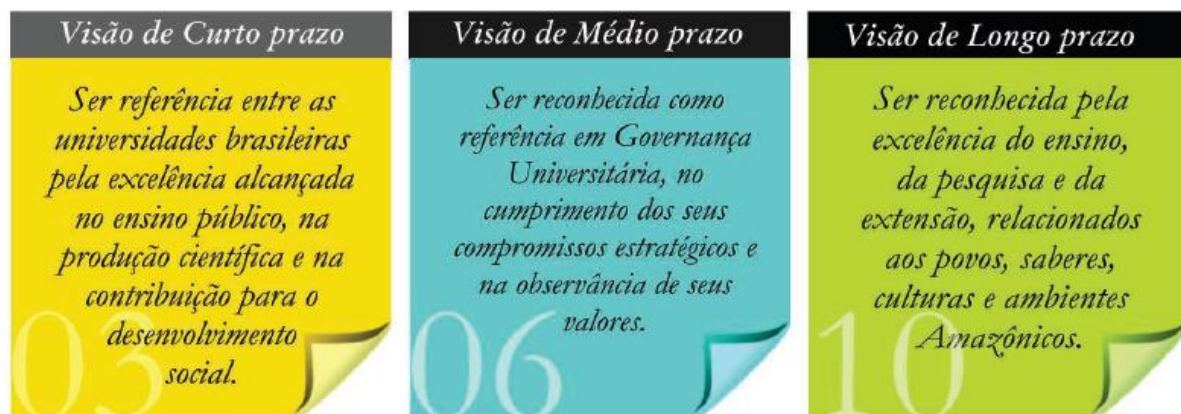 Visão de Curto prazo
Ser referência entre as
universidades brasileiras
pela excelência alcançada
no ensino público, na
produção científica e na
contribuição para o
desenvolvimento
social.
03
Visão de Médio prazo
Ser reconhecida como
referência em Governança
Universitária, no
cumprimento dos seus
compromissos estratégicos e
na observância de seus
valores.
06
Visão de Longo prazo
Ser reconhecida pela
excelência do ensino,
da pesquisa e da
extensão, relacionados
aos povos, saberes,
culturas e ambientes
Amazônicos.
10